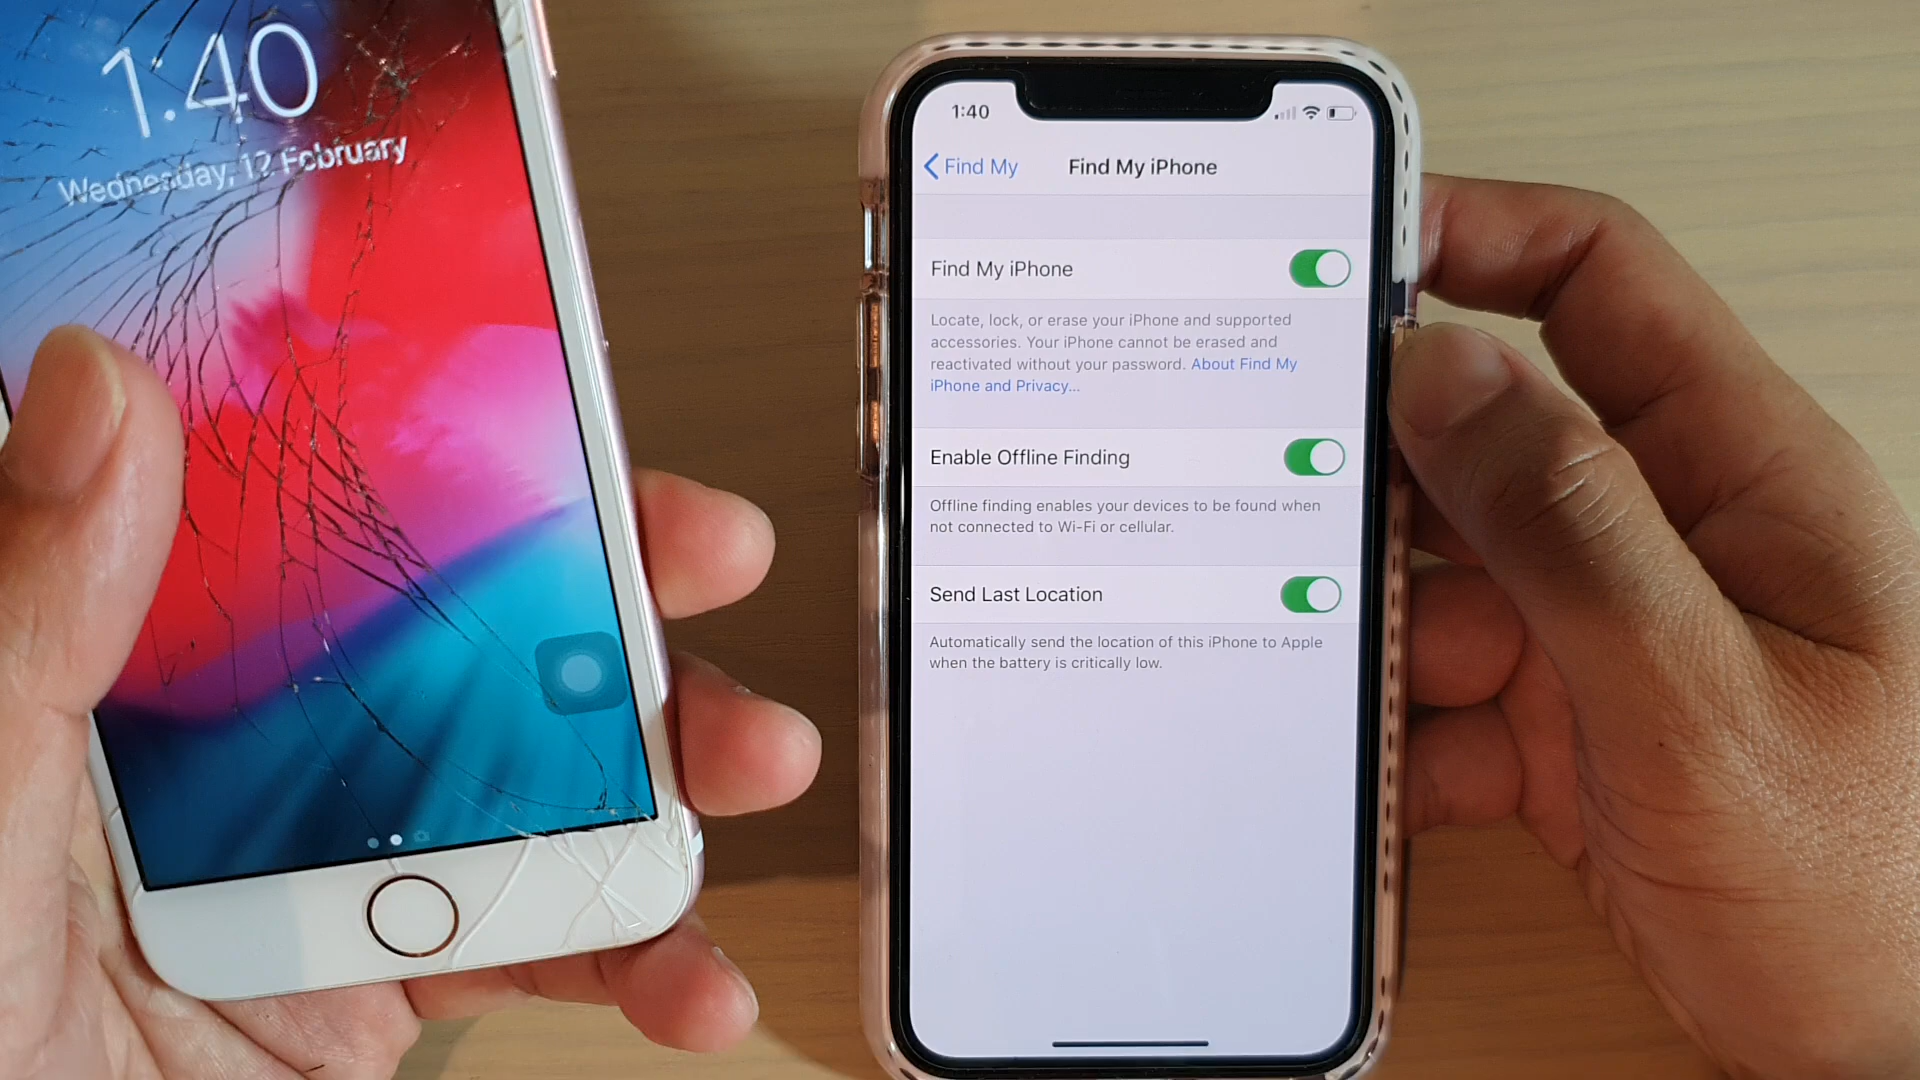 1:40
Wednesday, 12 February
1:40
Find My
Find My iPhone
Find My iPhone
Locate, lock, or erase your iPhone and supported
accessories. Your iPhone cannot be erased and
reactivated without your password. About Find My
iPhone and Privacy...
Enable Offline Finding
Offline finding enables your devices to be found when
not connected to Wi-Fi or cellular.
Send Last Location
Automatically send the location of this iPhone to Apple
when the battery is critically low.